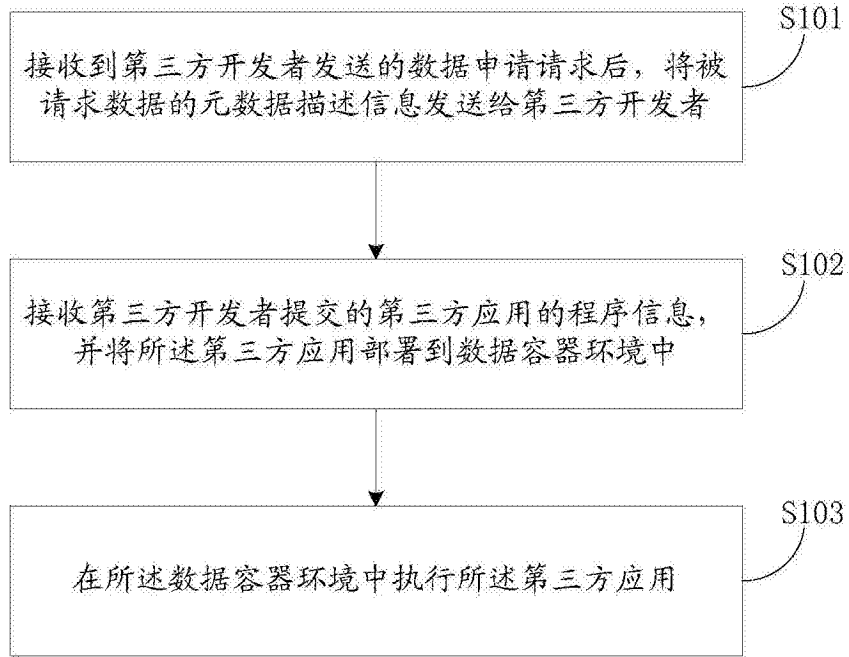 S101
接收到第三方开发者发送的数据申请请求后，将被
请求数据的元数据描述信息发送给第三方开发者
S102
接收第三方开发者提交的第三方应用的程序信息，
并将所述第三方应用部署到数据容器环境中
S103
在所述数据容器环境中执行所述第三方应用